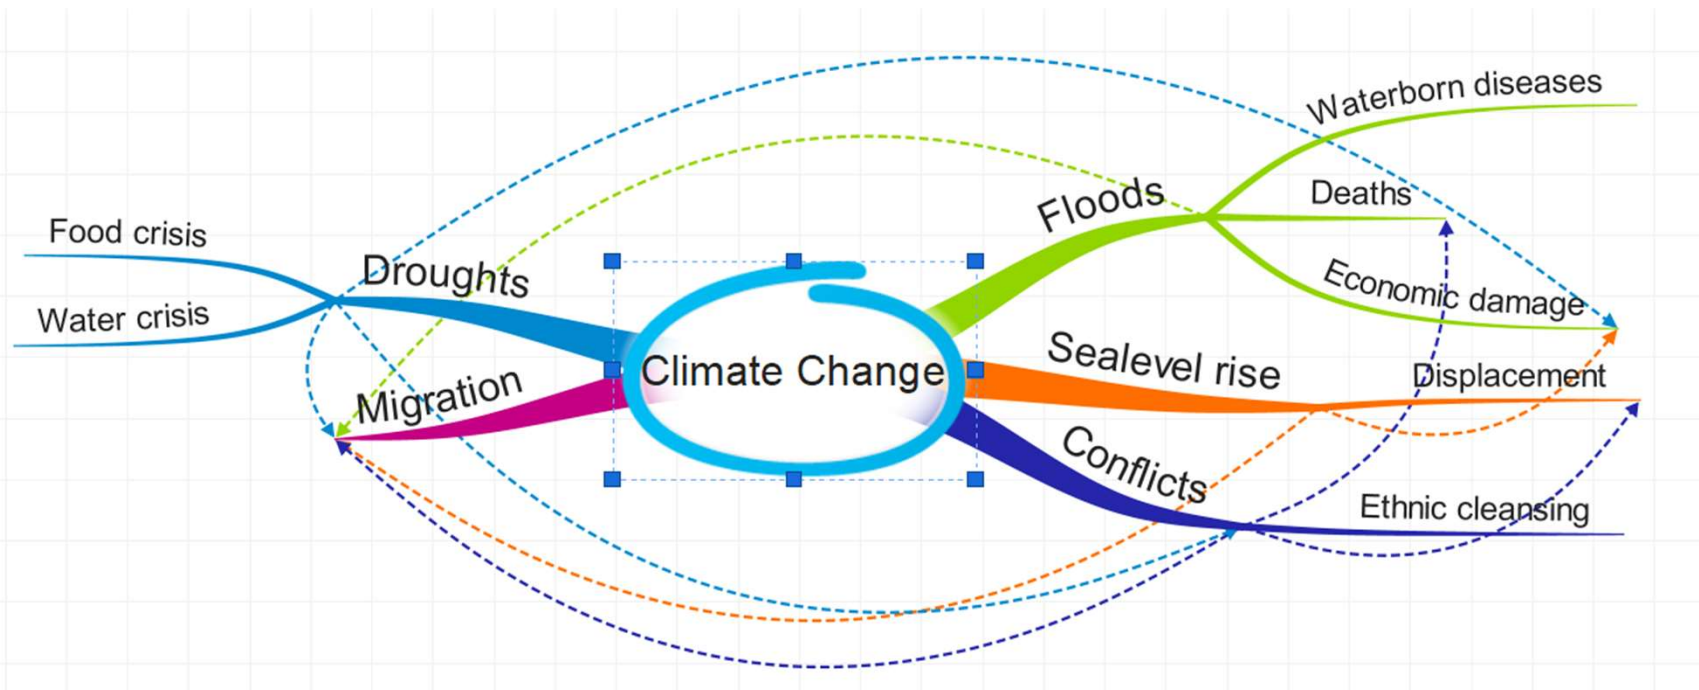 Waterborn diseases
Floods
Deaths
Food crisis
Droughts
Economic damage
Water crisis
Climate Change
Sealevel rise
Displacement
Migration
Conflicts
Ethnic cleansing